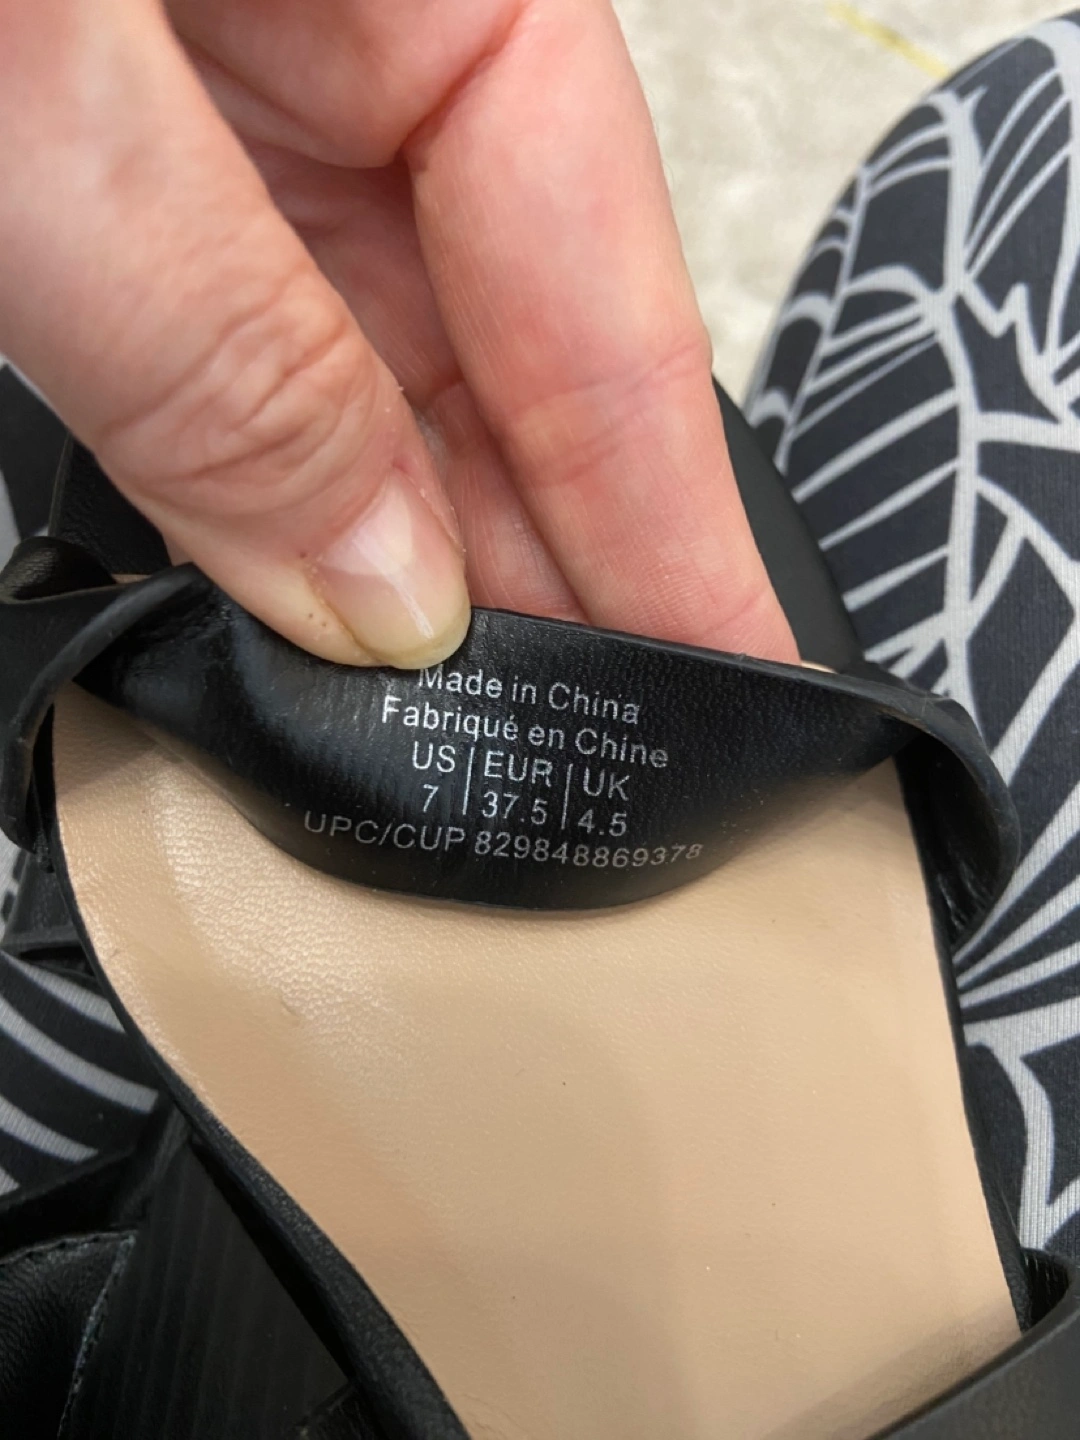 Made in China
Fabriqué en Chine
US | EUR | UK
7 | 37.5 | 4.5
UPC/CUP 829848869378